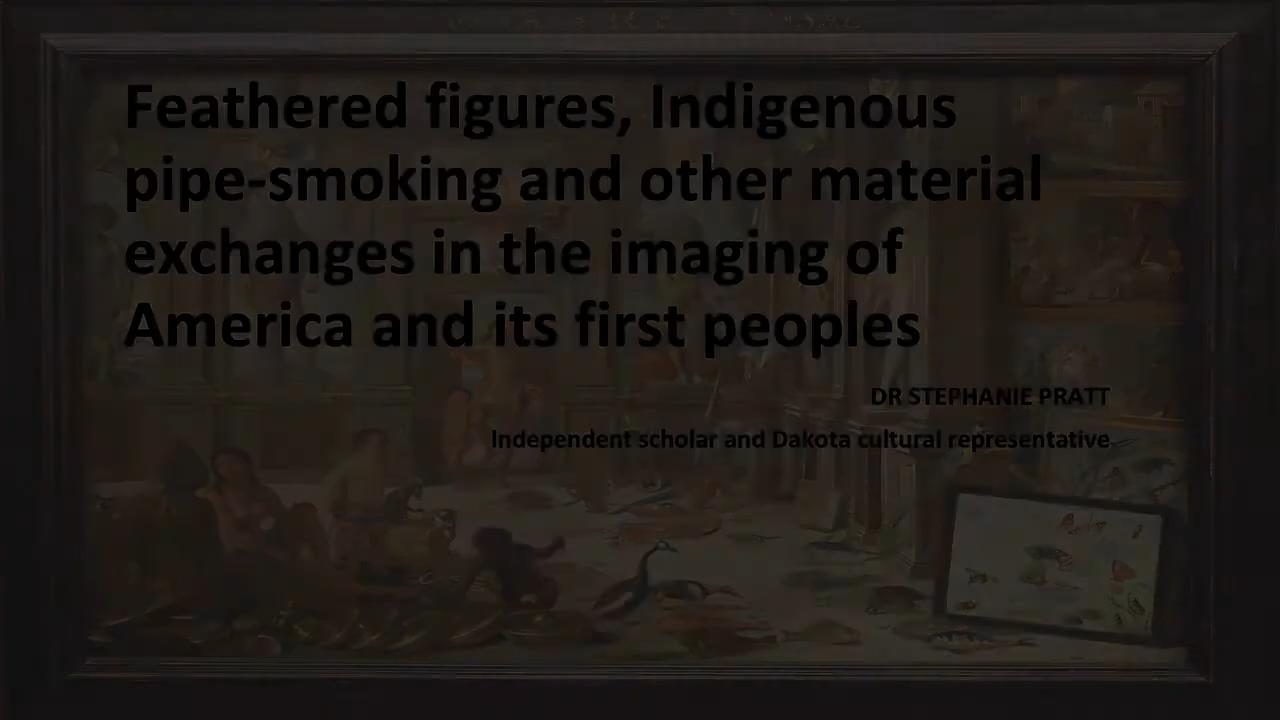 Feathered figures, Indigenous
pipe-smoking and other material
exchanges in the imaging of
America and its first peoples
DR STEPHANIE PRATT
Independent scholar and Dakota cultural representative